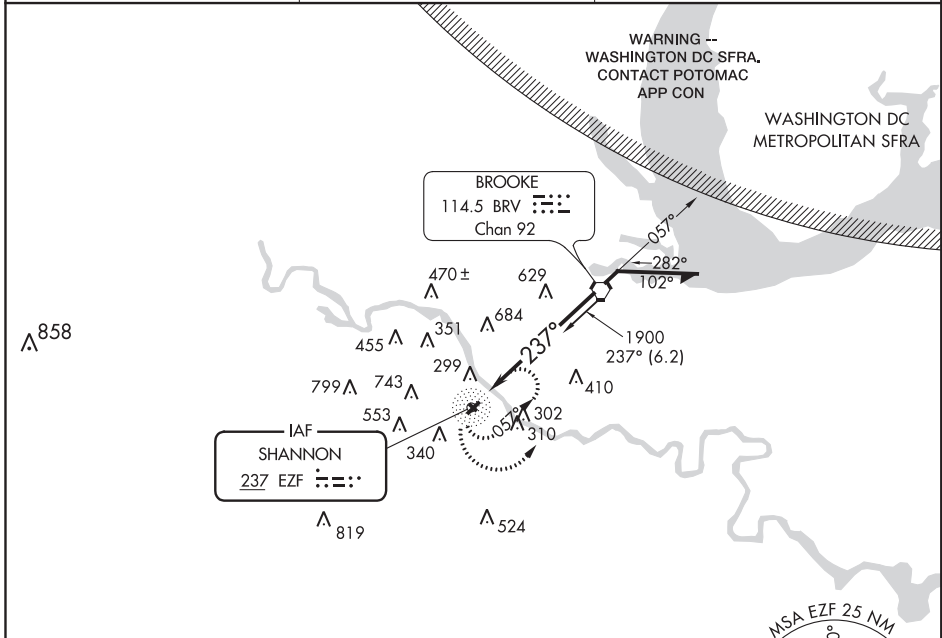 WARNING --
WASHINGTON DC SFRA.
CONTACT POTOMAC
APP CON
WASHINGTON DC
METROPOLITAN SFRA
BROOKE
114.5 BRV
Chan 92
057°
282°
102°
470 ±
629
858
684
351
455
237°
1900
237° (6.2)
299
799
743
410
553
057°
302
310
340
IAF
SHANNON
237 EZF
819
524
MSA EZF 25 NM